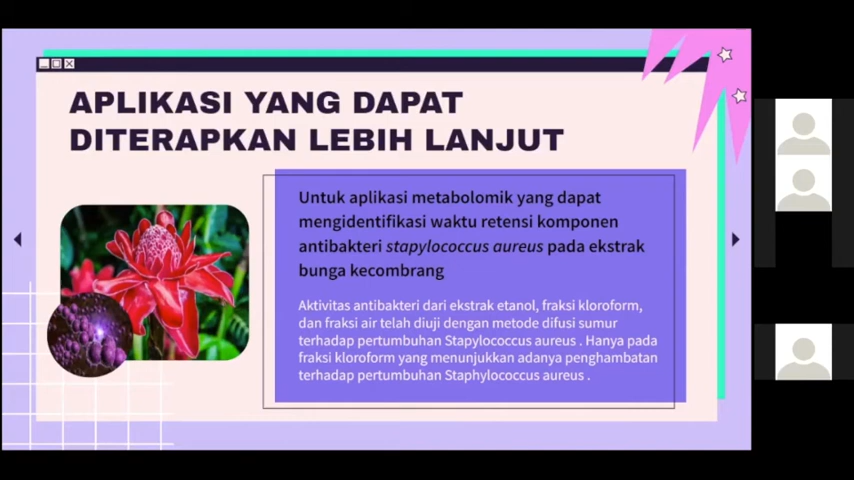 APLIKASI YANG DAPAT
DITERAPKAN LEBIH LANJUT
Untuk aplikasi metabolomik yang dapat
mengidentifikasi waktu retensi komponen
antibakteri stapylococcus aureus pada ekstrak
bunga kecombrang
Aktivitas antibakteri dari ekstrak etanol, fraksi kloroform,
dan fraksi air telah diuji dengan metode difusi sumur
terhadap pertumbuhan Stapylococcus aureus . Hanya pada
fraksi kloroform yang menunjukkan adanya penghambatan
terhadap pertumbuhan Staphylococcus aureus .